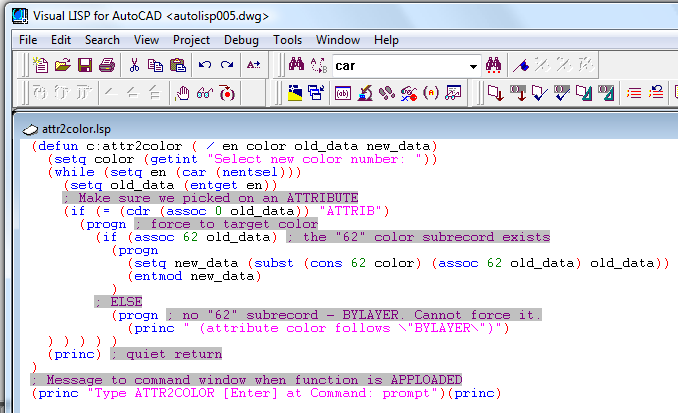 Visual LISP for AutoCAD <autolisp005.dwg>
File Edit Search View Project Debug Tools Window Help
car
attr2color.lsp
(defun c:attr2color ( / en color old_data new_data)
(setq color (getint "Select new color number: "))
(while (setq en (car (nentsel)))
(setq old_data (entget en))
; Make sure we picked on an ATTRIBUTE
(if (= (cdr (assoc 0 old_data)) "ATTRIB")
(progn ; force to target color
(if (assoc 62 old_data) ; the "62" color subrecord exists
(progn
(setq new_data (subst (cons 62 color) (assoc 62 old_data) old_data))
(entmod new_data)
)
; ELSE
(progn ; no "62" subrecord - BYLAYER. Cannot force it.
(princ " (attribute color follows \"BYLAYER\")")
) ) ) ) )
(princ) ; quiet return
)
; Message to command window when function is APPLOADED
(princ "Type ATTR2COLOR [Enter] at Command: prompt")(princ)